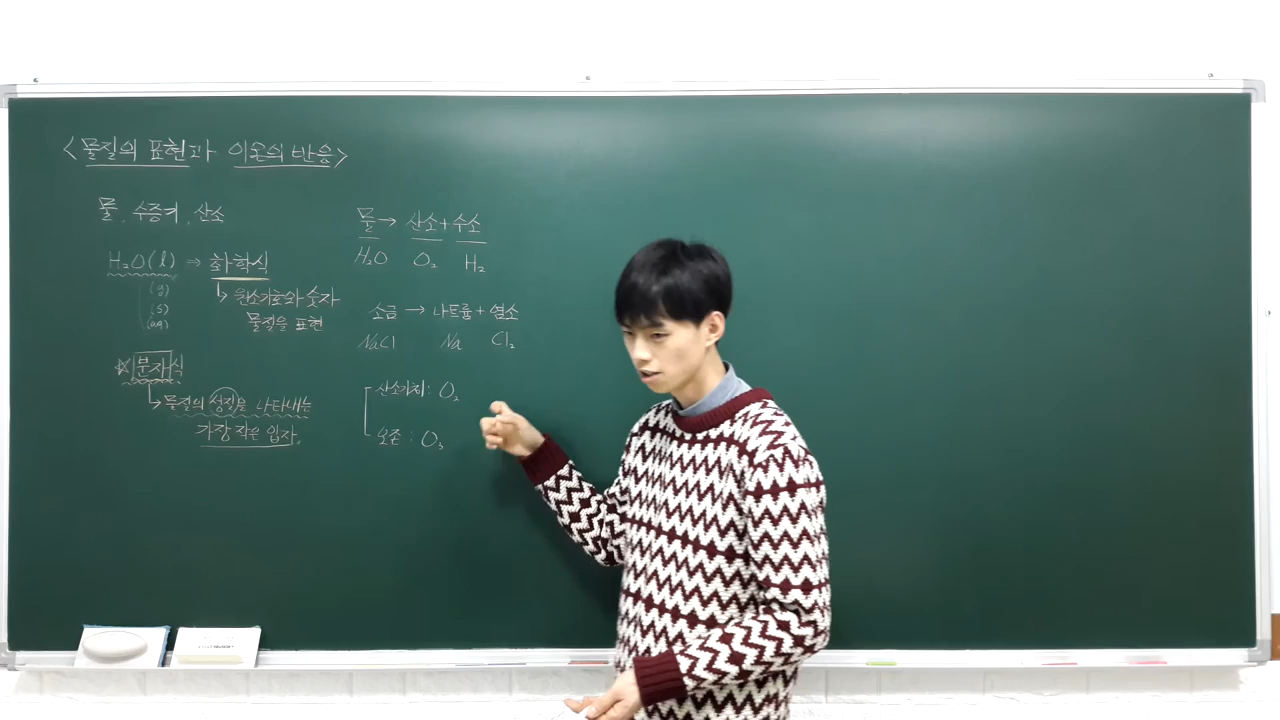 <물질의 표현과 이온의 반응>
물, 수증기, 산소
H₂O(l) ⇒ 화학식
(g)
(s)
(aq)
↳ 원소기호와 숫자
물질을 표현
☆ 분자식
↳ 물질의 성질을 나타내는
가장 작은 입자.
물 → 산소 + 수소
H₂O O₂ H₂
소금 → 나트륨 + 염소
NaCl Na Cl₂
산소기체 : O₂
오존 : O₃